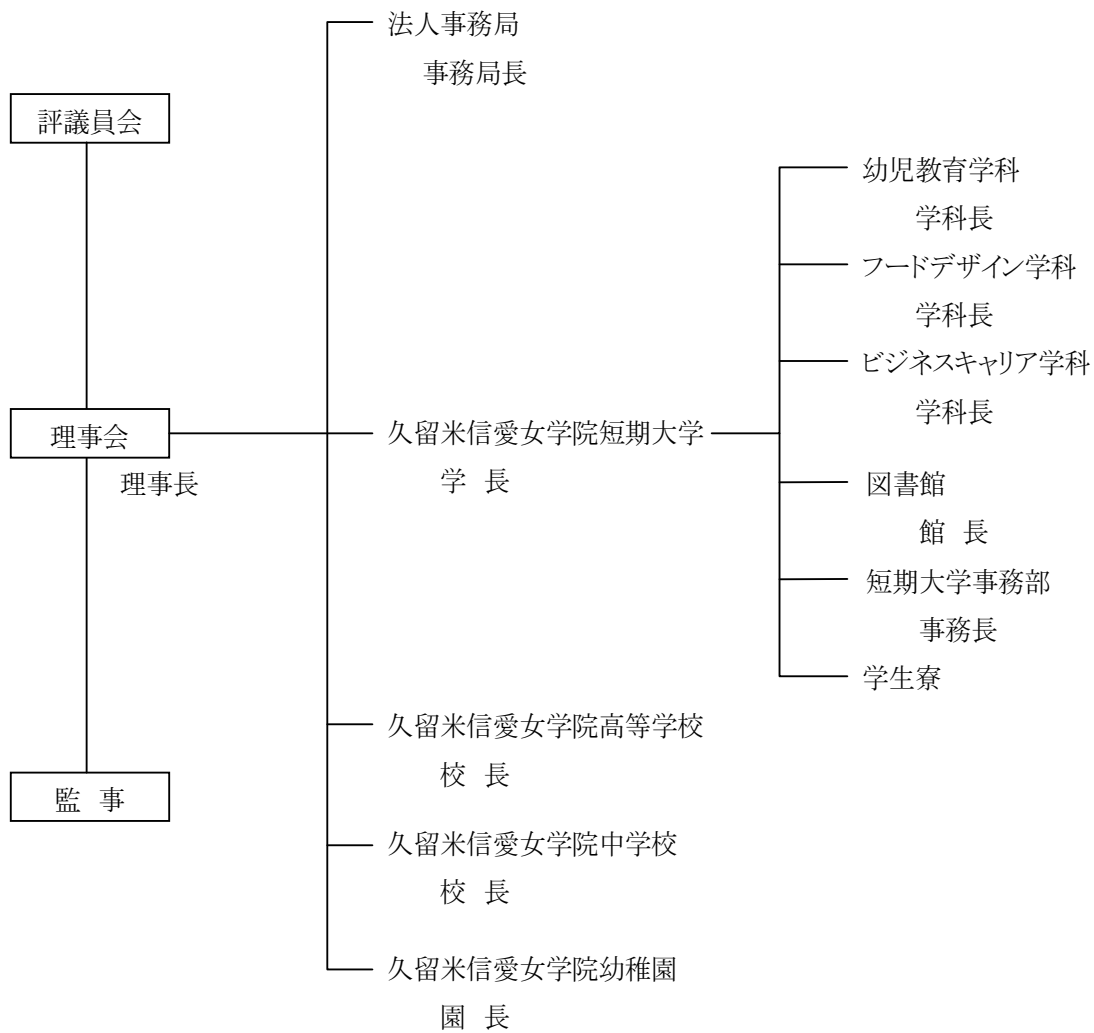 法人事務局
事務局長
評議員会
幼児教育学科
学科長
フードデザイン学科
学科長
ビジネスキャリア学科
学科長
理事会
理事長
久留米信愛女学院短期大学
学 長
図書館
館 長
短期大学事務部
事務長
学生寮
久留米信愛女学院高等学校
校 長
監 事
久留米信愛女学院中学校
校 長
久留米信愛女学院幼稚園
園 長